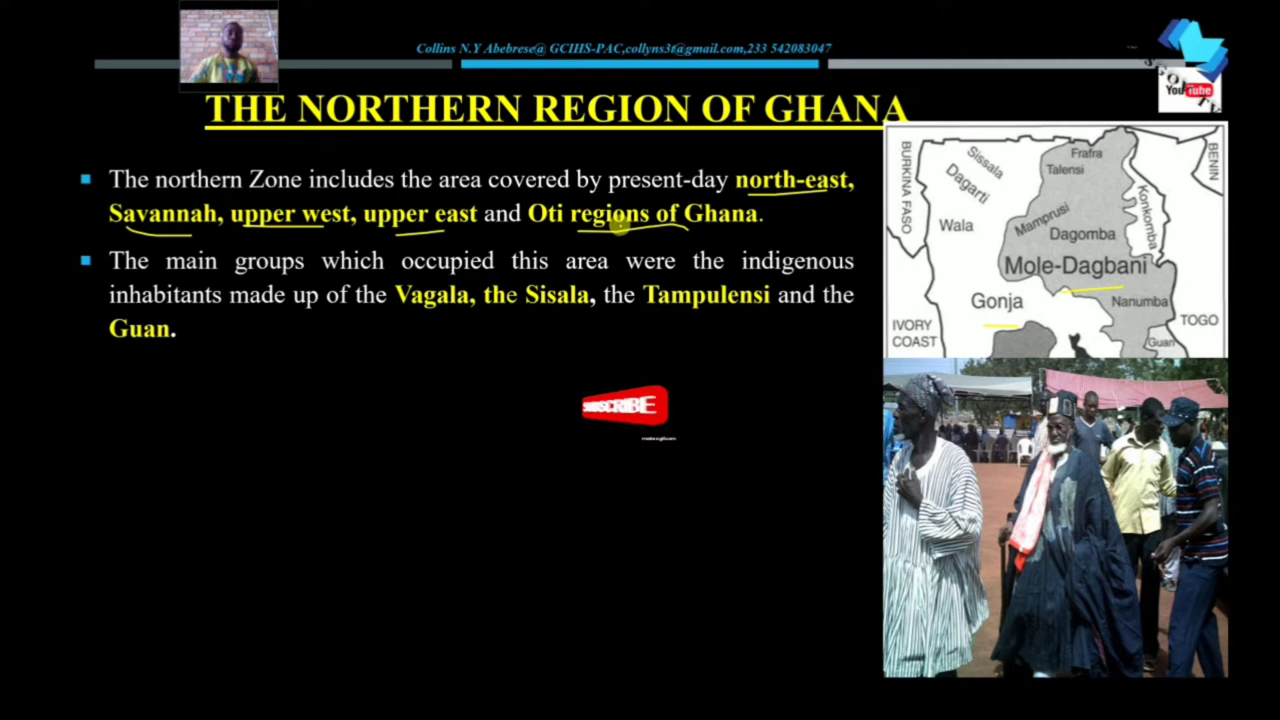 Collins N.Y Abebrese@ GCIHS-PAC,collyns3t@gmail.com,233 542083047
You Tube
THE NORTHERN REGION OF GHANA
The northern Zone includes the area covered by present-day north-east,
Savannah, upper west, upper east and Oti regions of Ghana.
The main groups which occupied this area were the indigenous
inhabitants made up of the Vagala, the Sisala, the Tampulensi and the
Guan.
BURKINA FASO
BENIN
Sissala
Frafra
Dagarti
Talensi
Konkomba
Mamprusi
Wala
Dagomba
Mole-Dagbani
Gonja
Nanumba
IVORY
COAST
TOGO
Guan
SUBSCRIBE